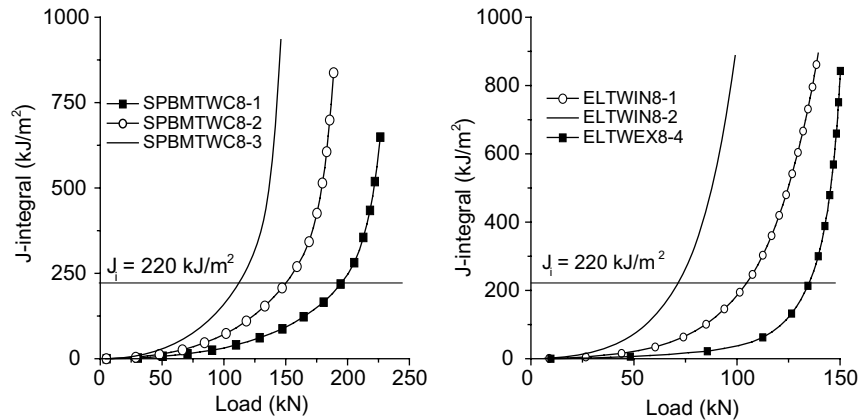 1000
750
500
250
0
J-integral (kJ/m²)
SPBMTWC8-1
SPBMTWC8-2
SPBMTWC8-3
Jᵢ = 220 kJ/m²
0 50 100 150 200 250
Load (kN)
1000
800
600
400
200
0
J-integral (kJ/m²)
ELTWIN8-1
ELTWIN8-2
ELTWEX8-4
Jᵢ = 220 kJ/m²
0 50 100 150
Load (kN)